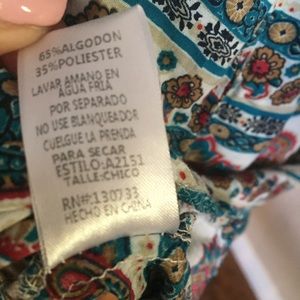 65%ALGODON
35%POLIESTER
LAVAR AMANO EN
AGUA FRIA
POR SEPARADO
NO USE BLANQUEADOR
CUELGUE LA PRENDA
PARA SECAR
ESTILO:A2151
TALLE:CHICO
RN#:130733
HECHO EN CHINA